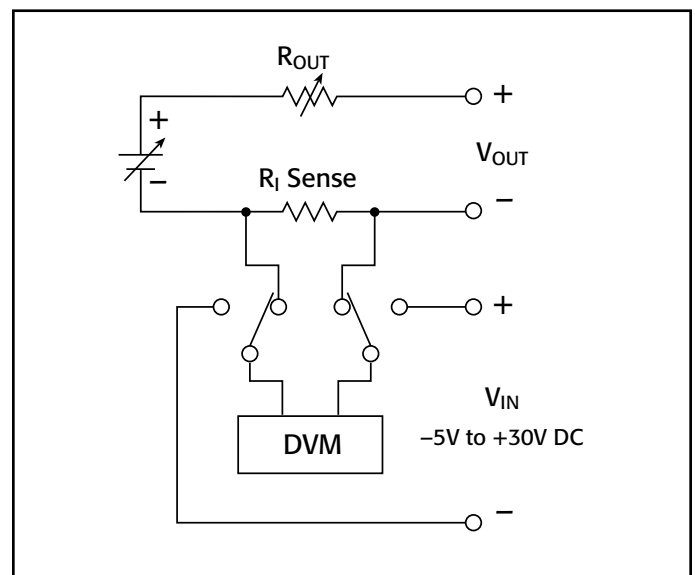 R_OUT
+
+
V_OUT
−
R_I Sense
−
+
V_IN
−5V to +30V DC
DVM
−